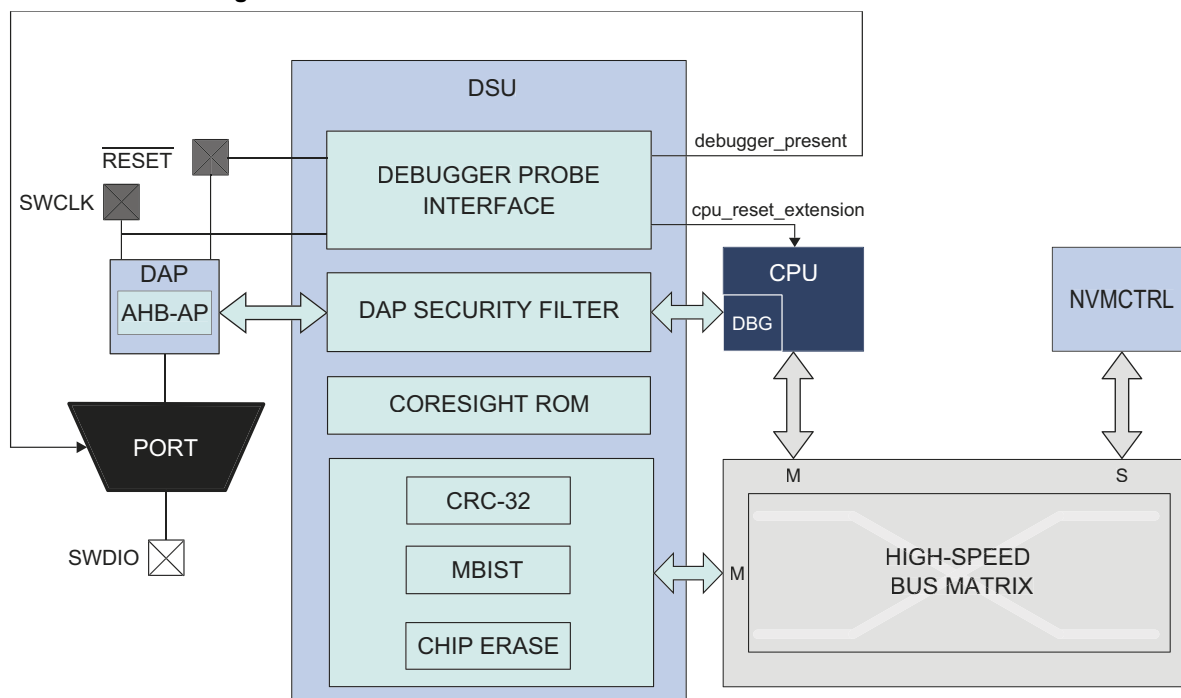 DSU
debugger_present
RESET
DEBUGGER PROBE
INTERFACE
SWCLK
cpu_reset_extension
DAP
CPU
AHB-AP
DAP SECURITY FILTER
NVMCTRL
DBG
CORESIGHT ROM
PORT
M
S
CRC-32
SWDIO
MBIST
M
HIGH-SPEED
BUS MATRIX
CHIP ERASE